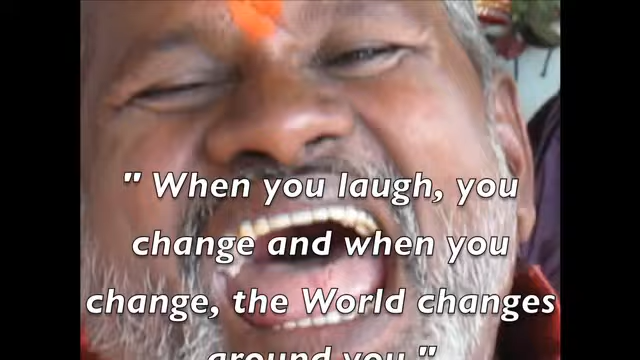 " When you laugh, you
change and when you
change, the World changes
around you "